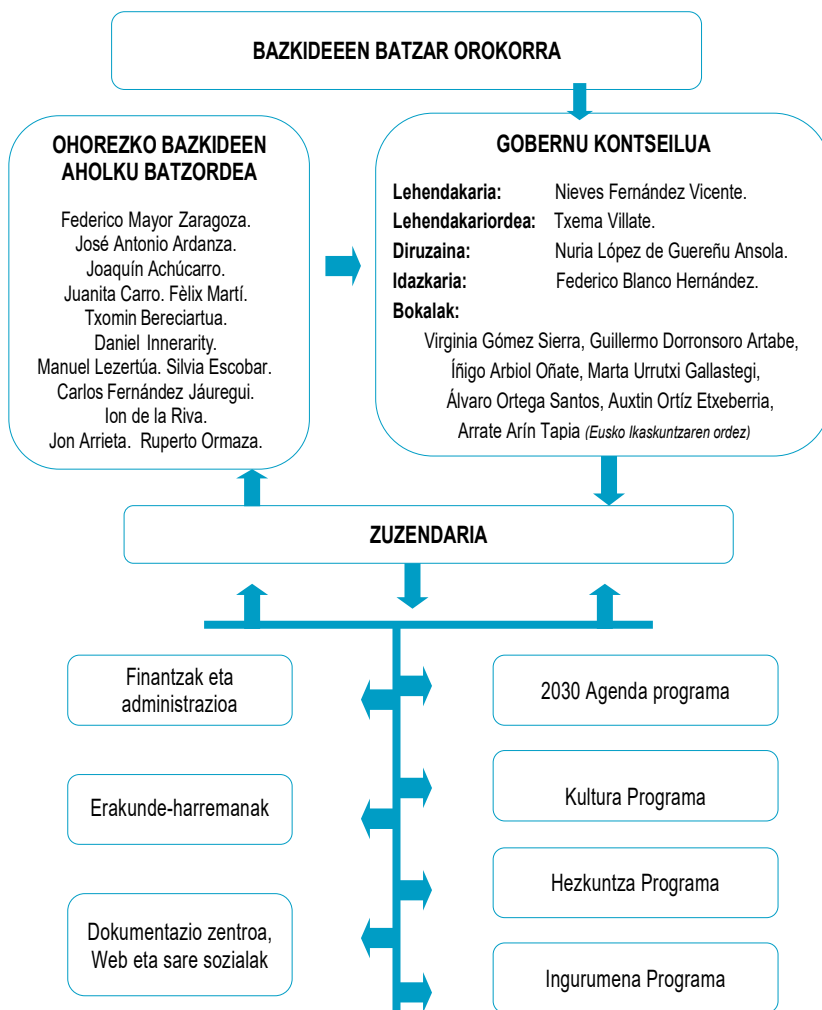 BAZKIDEEEN BATZAR OROKORRA
OHOREZKO BAZKIDEEN
AHOLKU BATZORDEA
Federico Mayor Zaragoza.
José Antonio Ardanza.
Joaquín Achúcarro.
Juanita Carro. Fèlix Martí.
Txomin Bereciartua.
Daniel Innerarity.
Manuel Lezertúa. Silvia Escobar.
Carlos Fernández Jáuregui.
Ion de la Riva.
Jon Arrieta. Ruperto Ormaza.
GOBERNU KONTSEILUA
Lehendakaria: Nieves Fernández Vicente.
Lehendakariordea: Txema Villate.
Diruzaina: Nuria López de Guereñu Ansola.
Idazkaria: Federico Blanco Hernández.
Bokalak:
Virginia Gómez Sierra, Guillermo Dorronsoro Artabe,
Íñigo Arbiol Oñate, Marta Urrutxi Gallastegi,
Álvaro Ortega Santos, Auxtin Ortíz Etxeberria,
Arrate Arín Tapia (Eusko Ikaskuntzaren ordez)
ZUZENDARIA
Finantzak eta
administrazioa
Erakunde-harremanak
Dokumentazio zentroa,
Web eta sare sozialak
2030 Agenda programa
Kultura Programa
Hezkuntza Programa
Ingurumena Programa